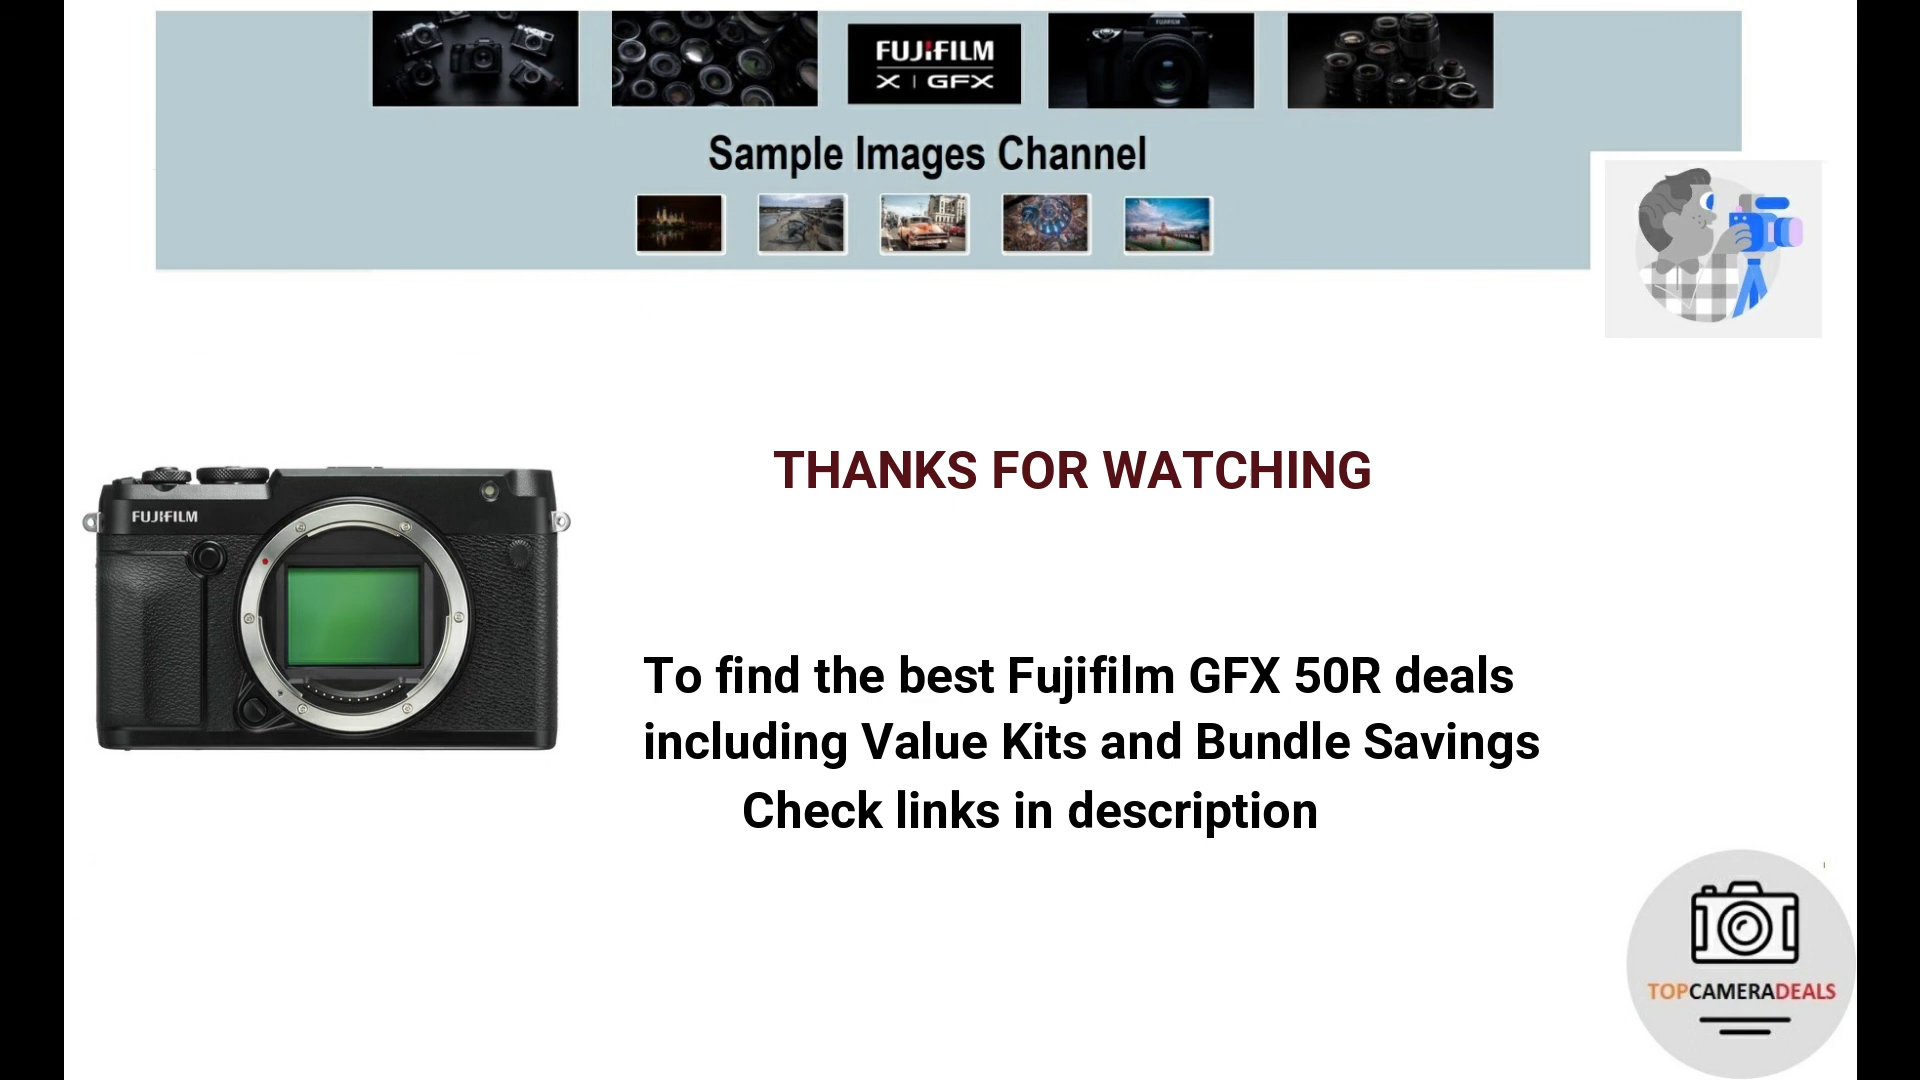 FUJIFILM
X | GFX
FUJIFILM
Sample Images Channel
THANKS FOR WATCHING
FUJIFILM
To find the best Fujifilm GFX 50R deals
including Value Kits and Bundle Savings
Check links in description
TOPCAMERADEALS